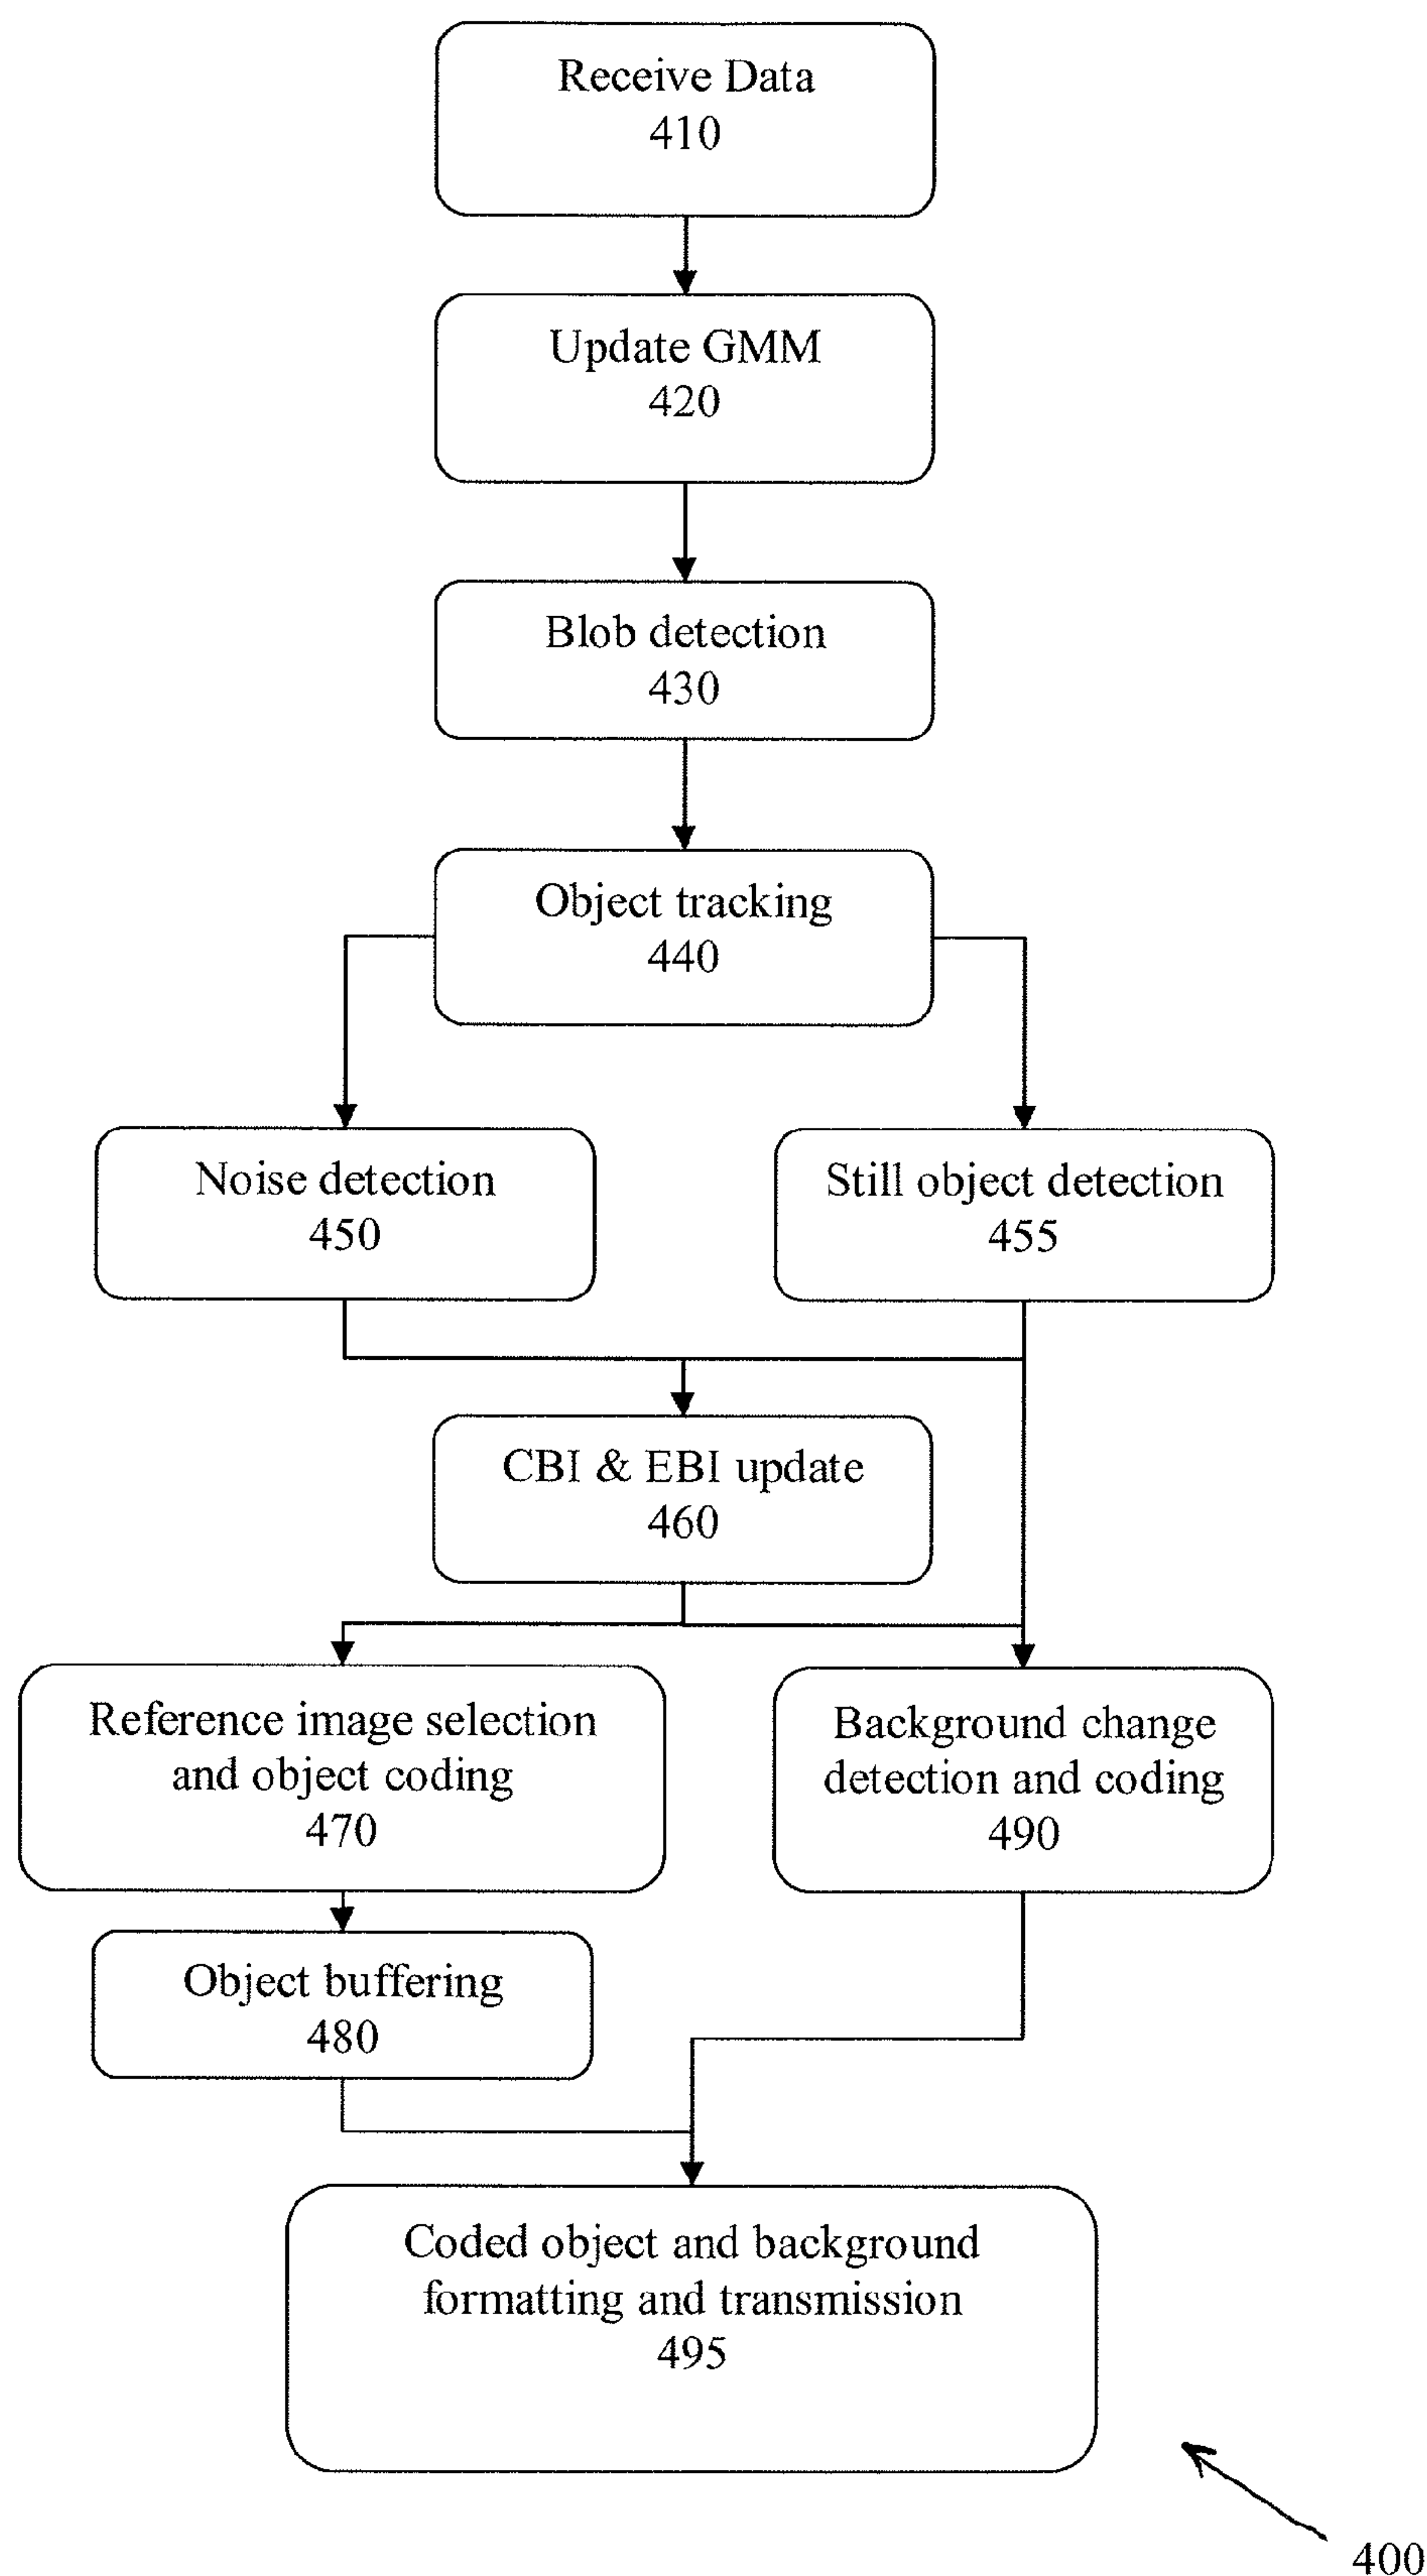 Receive Data
410
Update GMM
420
Blob detection
430
Object tracking
440
Noise detection
450
Still object detection
455
CBI & EBI update
460
Reference image selection
and object coding
470
Background change
detection and coding
490
Object buffering
480
Coded object and background
formatting and transmission
495
400